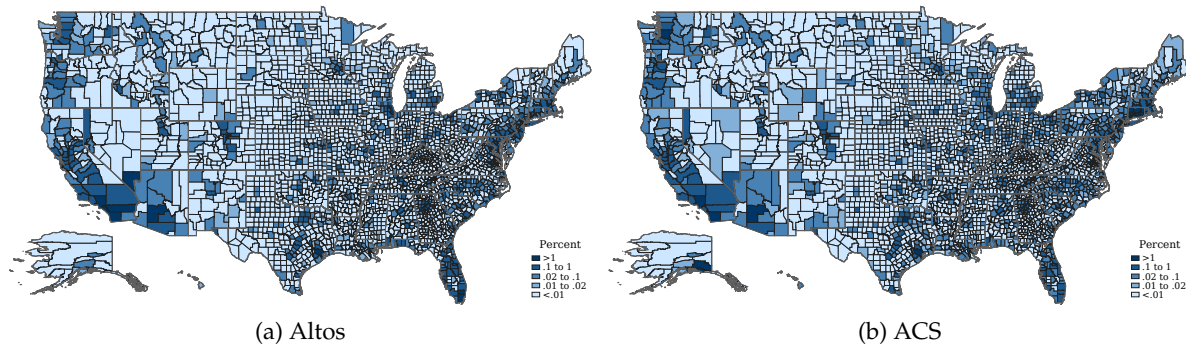 Percent
>1
.1 to 1
.02 to .1
.01 to .02
<.01
Percent
>1
.1 to 1
.02 to .1
.01 to .02
<.01
(a) Altos
(b) ACS